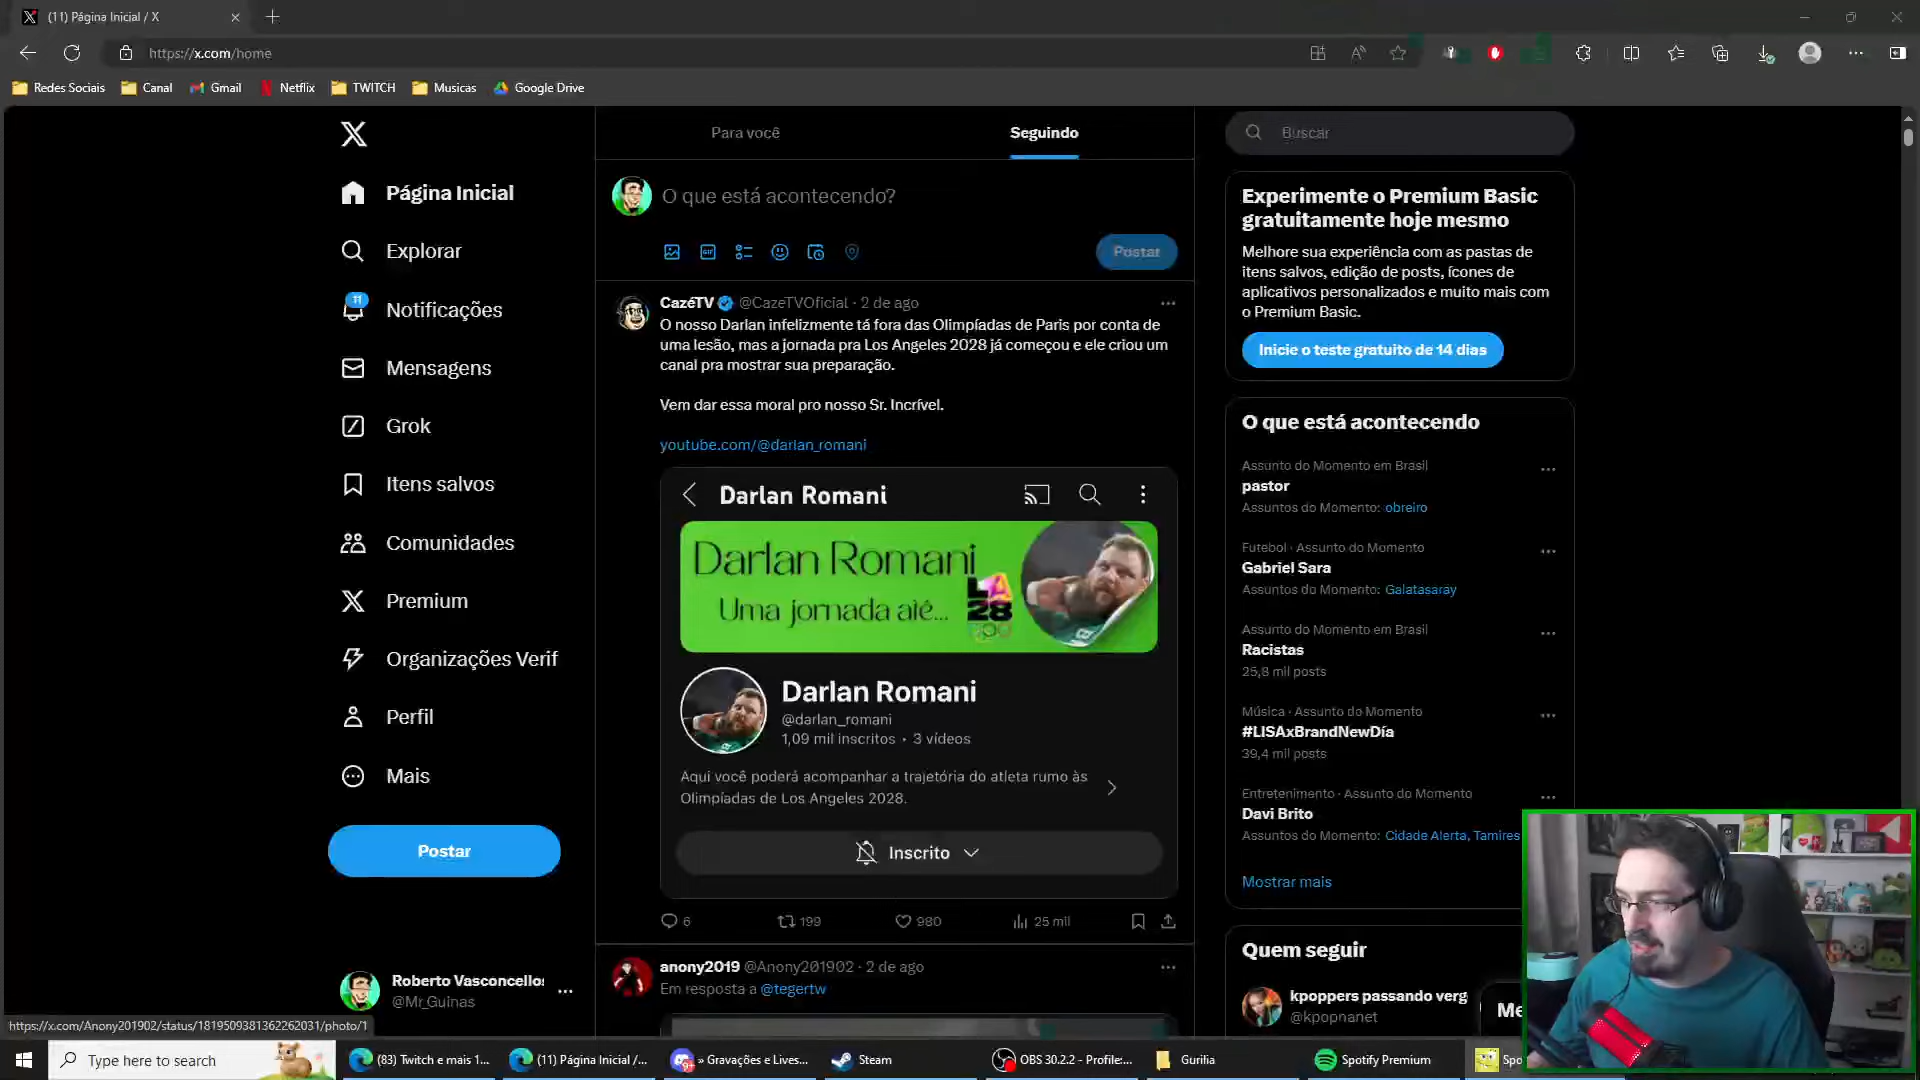 (11) Página Inicial / X
https://x.com/home
Redes Sociais
Canal
Gmail
Netflix
TWITCH
Musicas
Google Drive
Página Inicial
Explorar
11
Notificações
Mensagens
Grok
Itens salvos
Comunidades
Premium
Organizações Verif
Perfil
Mais
Postar
Roberto Vasconcellos
@Mr_Guinas
https://x.com/Anony201902/status/1819509381362262031/photo/1
Para você
Seguindo
O que está acontecendo?
GIF
Postar
CazéTV @CazeTVOficial · 2 de ago
O nosso Darlan infelizmente tá fora das Olimpíadas de Paris por conta de
uma lesão, mas a jornada pra Los Angeles 2028 já começou e ele criou um
canal pra mostrar sua preparação.
Vem dar essa moral pro nosso Sr. Incrível.
youtube.com/@darlan_romani
Darlan Romani
Darlan Romani
Uma jornada até...
LA
28
Darlan Romani
@darlan_romani
1,09 mil inscritos • 3 vídeos
Aqui você poderá acompanhar a trajetória do atleta rumo às
Olimpíadas de Los Angeles 2028.
Inscrito
6
199
980
25 mil
anony2019 @Anony201902 · 2 de ago
Em resposta a @tegertw
Buscar
Experimente o Premium Basic
gratuitamente hoje mesmo
Melhore sua experiência com as pastas de
itens salvos, edição de posts, ícones de
aplicativos personalizados e muito mais com
o Premium Basic.
Inicie o teste gratuito de 14 dias
O que está acontecendo
Assunto do Momento em Brasil
pastor
Assuntos do Momento: obreiro
Futebol · Assunto do Momento
Gabriel Sara
Assuntos do Momento: Galatasaray
Assunto do Momento em Brasil
Racistas
25,8 mil posts
Música · Assunto do Momento
#LISAxBrandNewDía
39,4 mil posts
Entretenimento · Assunto do Momento
Davi Brito
Assuntos do Momento: Cidade Alerta, Tamires
Mostrar mais
Quem seguir
kpoppers passando verg
@kpopnanet
Me
Type here to search
(83) Twitch e mais 1...
(11) Página Inicial /...
» Gravações e Lives...
Steam
OBS 30.2.2 - Profile:...
Gurilia
Spotify Premium
Spo